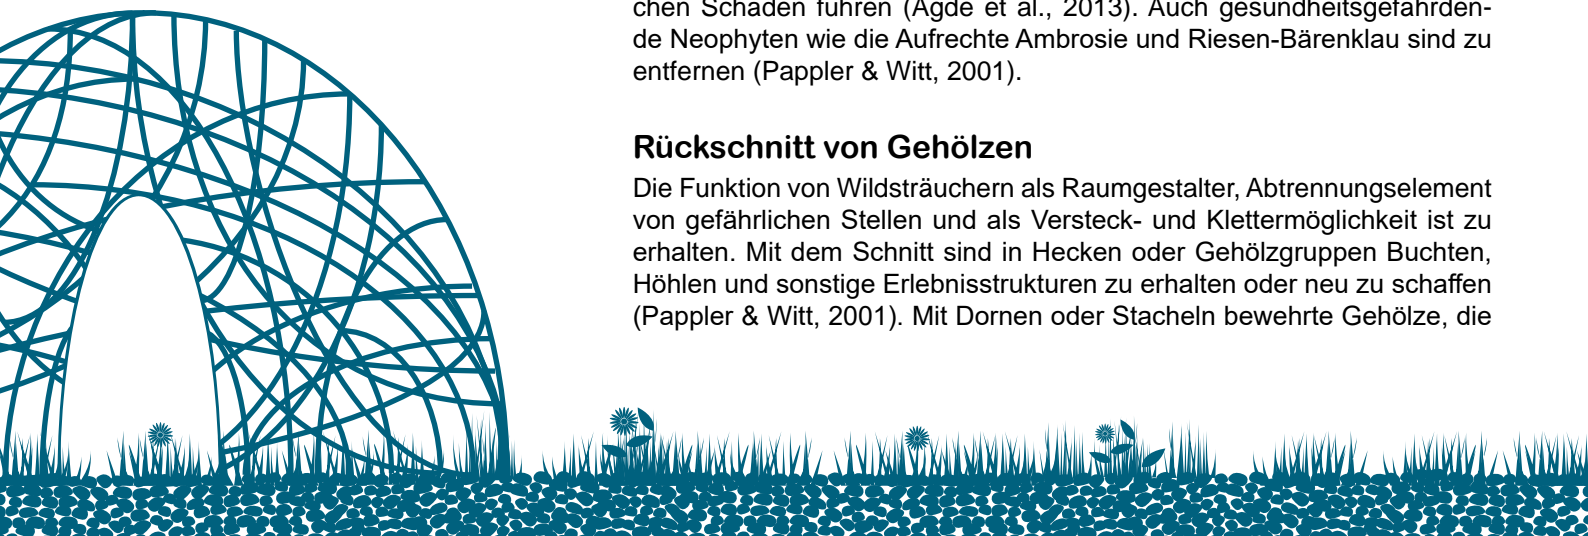 chen Schaden führen (Agde et al., 2013). Auch gesundheitsgefährden-
de Neophyten wie die Aufrechte Ambrosie und Riesen-Bärenklau sind zu
entfernen (Pappler & Witt, 2001).
Rückschnitt von Gehölzen
Die Funktion von Wildsträuchern als Raumgestalter, Abtrennungselement
von gefährlichen Stellen und als Versteck- und Klettermöglichkeit ist zu
erhalten. Mit dem Schnitt sind in Hecken oder Gehölzgruppen Buchten,
Höhlen und sonstige Erlebnisstrukturen zu erhalten oder neu zu schaffen
(Pappler & Witt, 2001). Mit Dornen oder Stacheln bewehrte Gehölze, die